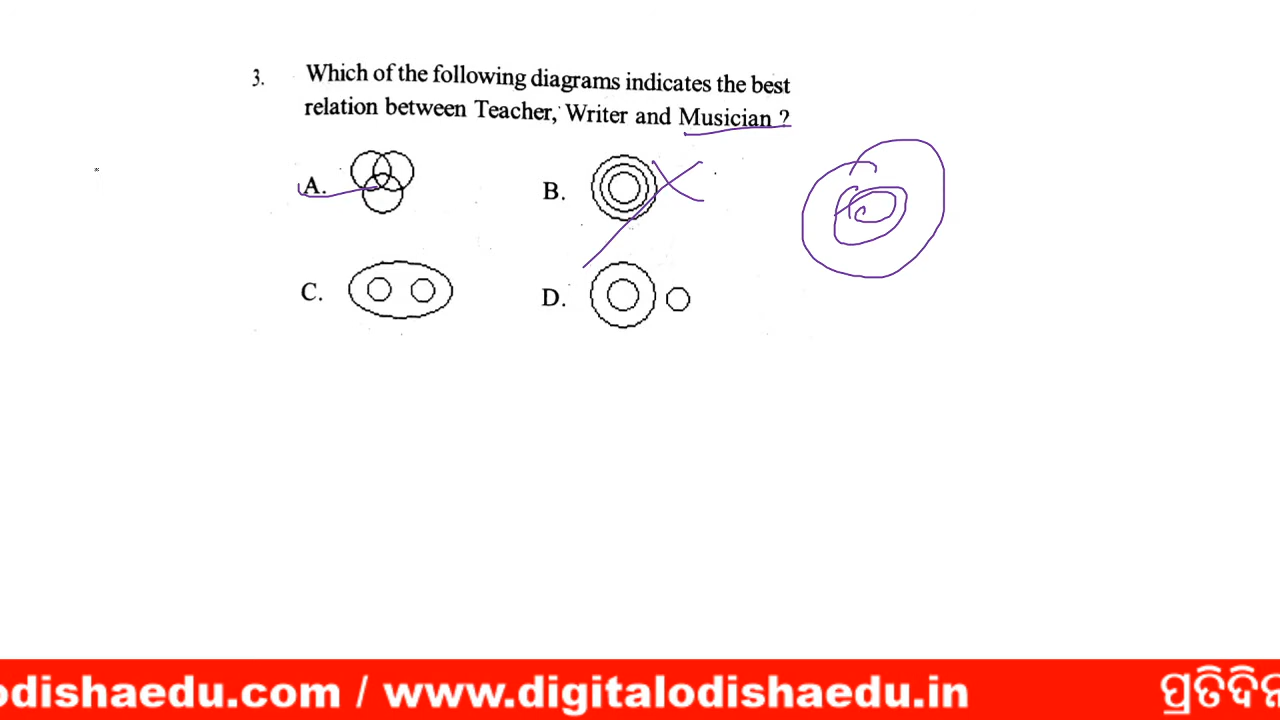 3. Which of the following diagrams indicates the best
relation between Teacher, Writer and Musician ?
A. B.
C. D.
odishaedu.com / www.digitalodishaedu.in ପ୍ରତିଦିନ